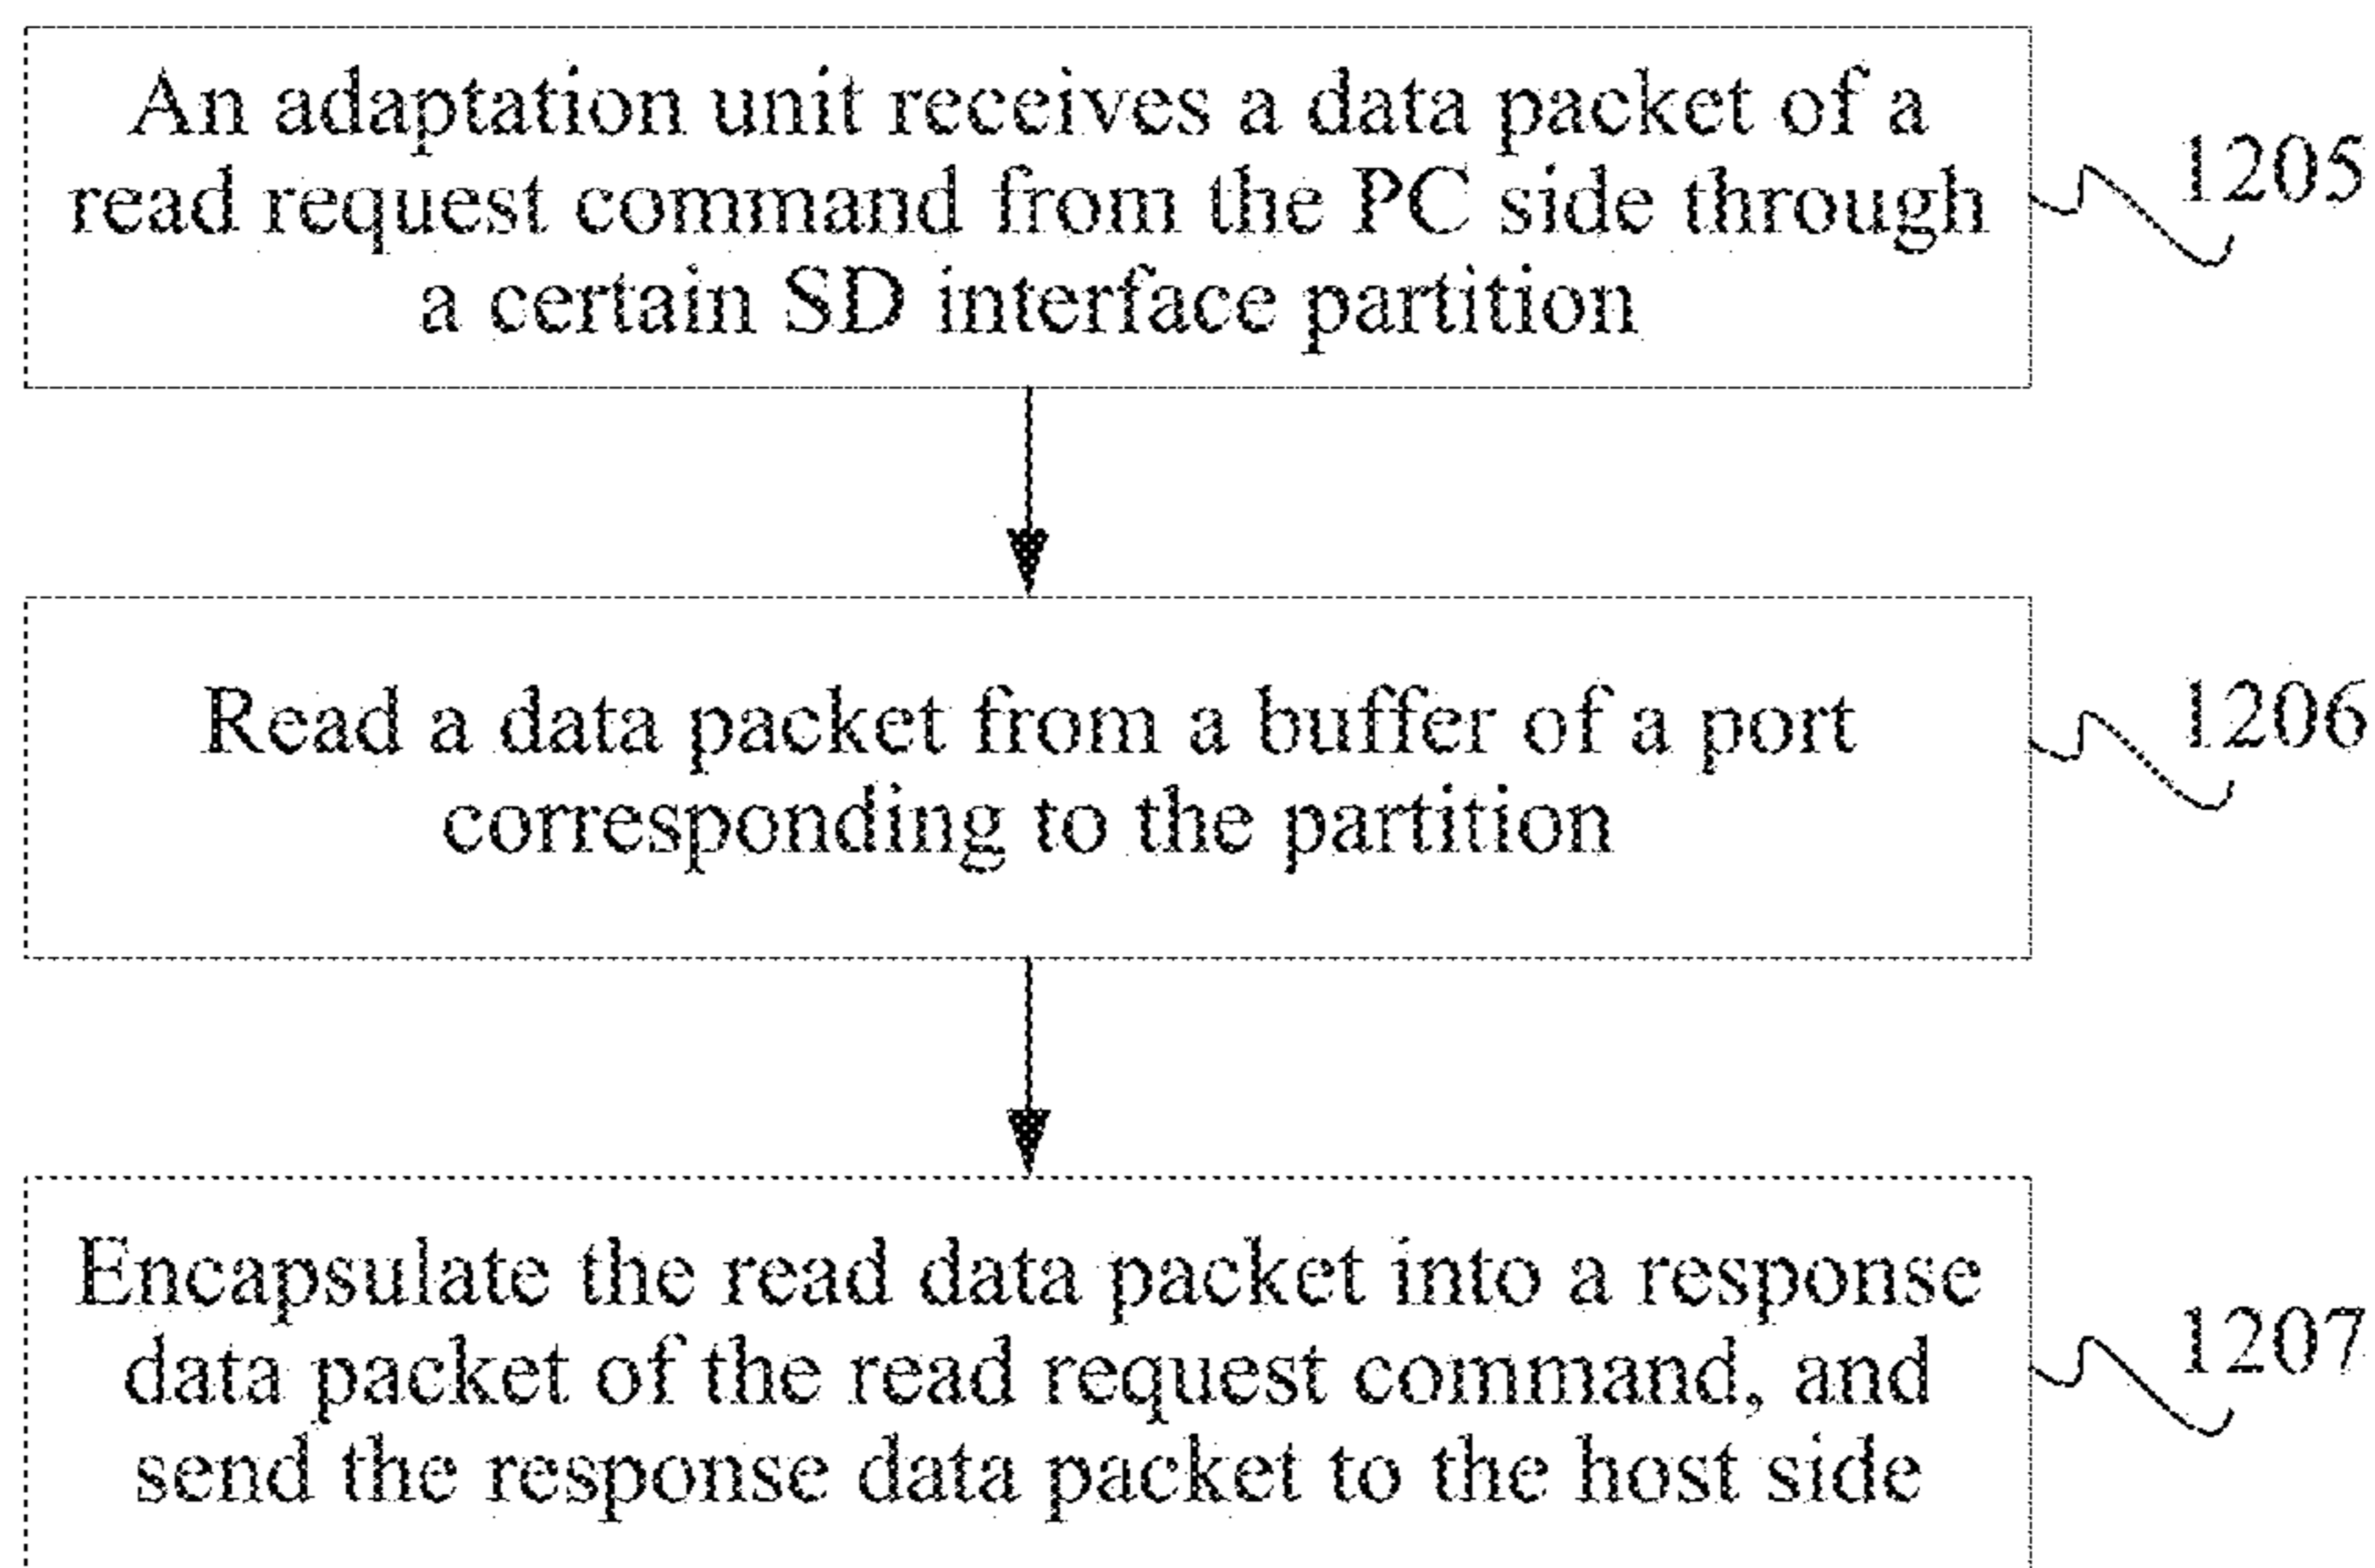 An adaptation unit receives a data packet of a
read request command from the PC side through
a certain SD interface partition
1205
Read a data packet from a buffer of a port
corresponding to the partition
1206
Encapsulate the read data packet into a response
data packet of the read request command, and
send the response data packet to the host side
1207